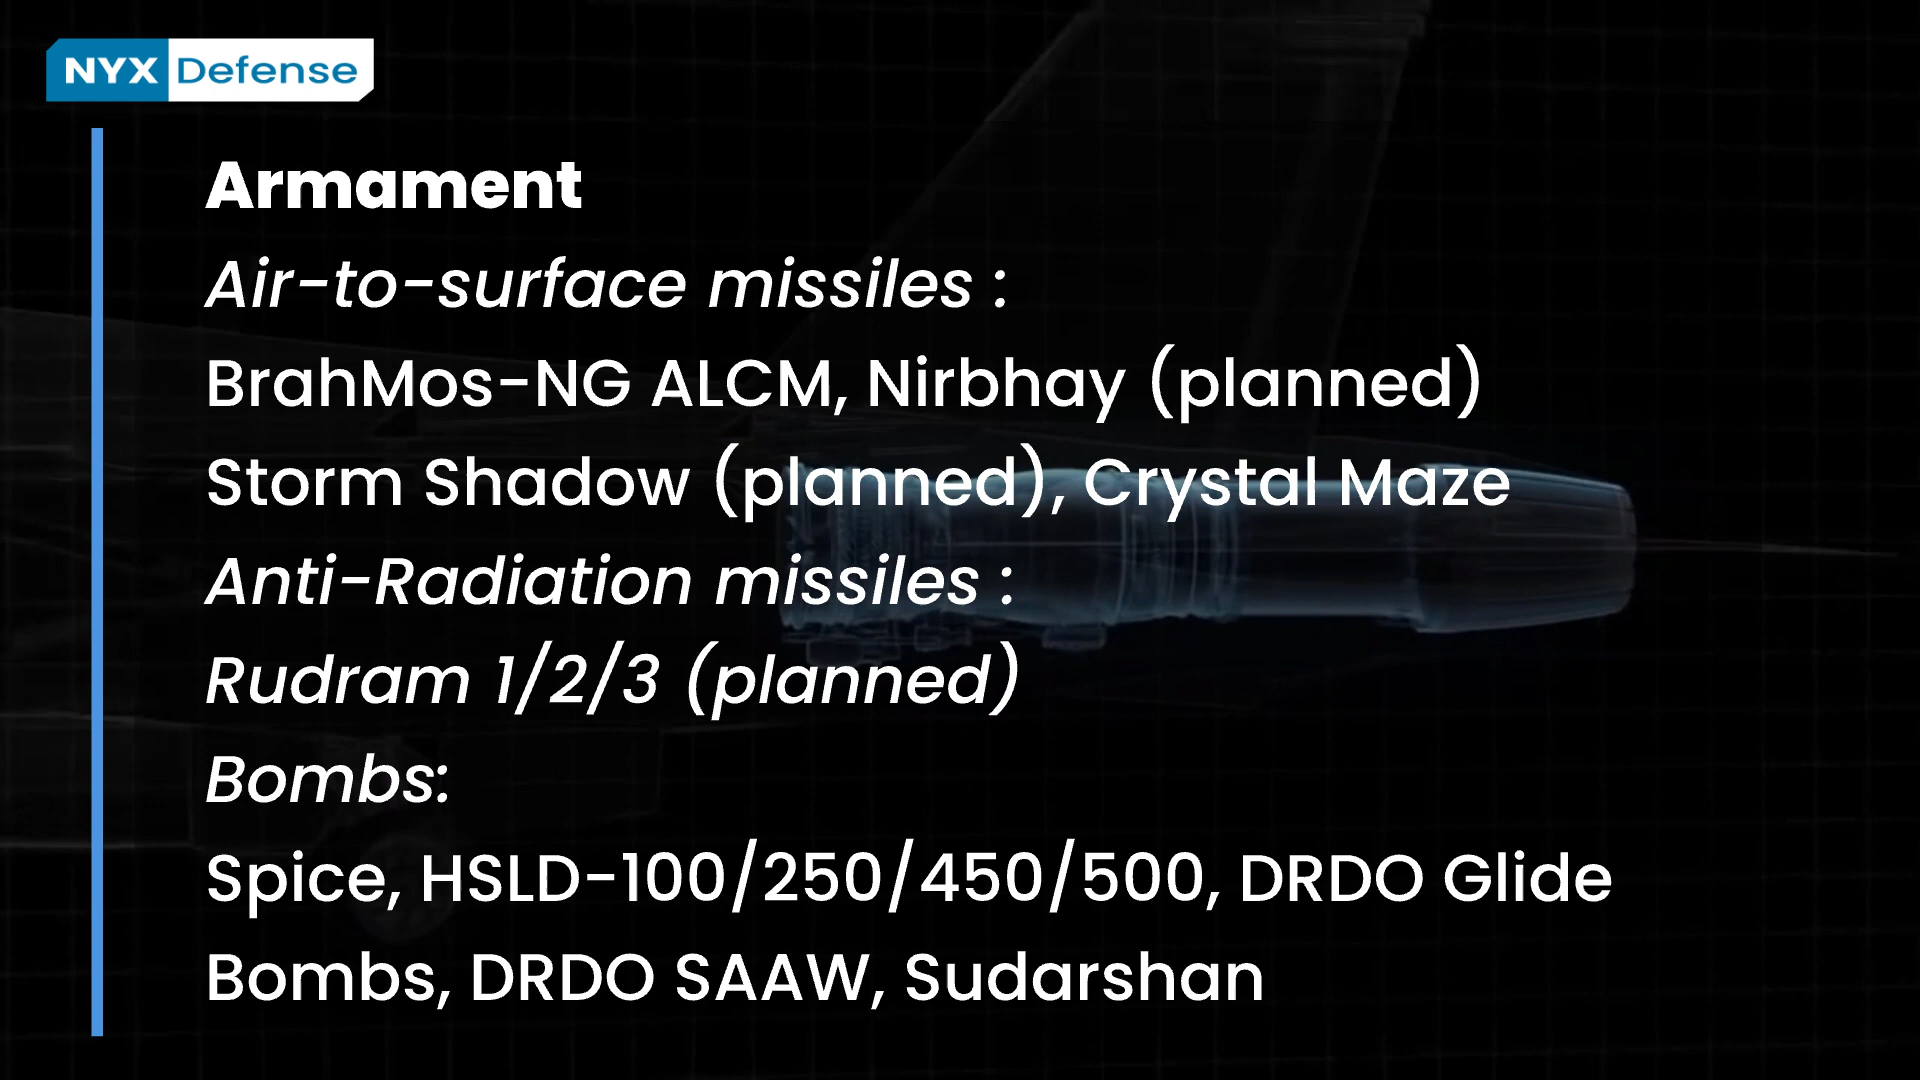 NYX Defense
Armament
Air-to-surface missiles :
BrahMos-NG ALCM, Nirbhay (planned)
Storm Shadow (planned), Crystal Maze
Anti-Radiation missiles :
Rudram 1/2/3 (planned)
Bombs:
Spice, HSLD-100/250/450/500, DRDO Glide
Bombs, DRDO SAAW, Sudarshan